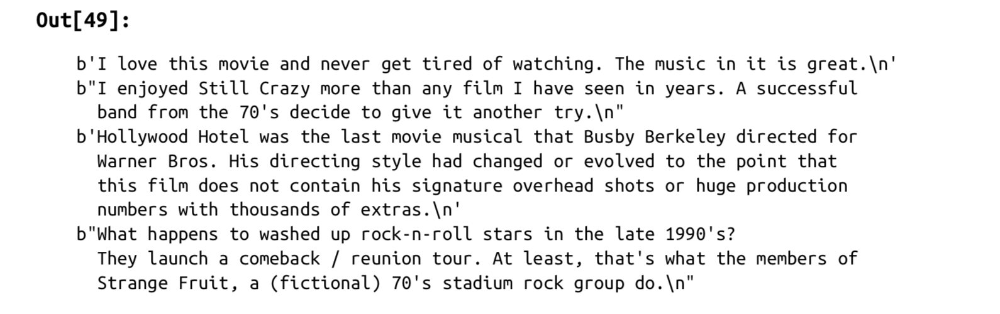 Out[49]:
b'I love this movie and never get tired of watching. The music in it is great.\n'
b"I enjoyed Still Crazy more than any film I have seen in years. A successful
band from the 70's decide to give it another try.\n"
b'Hollywood Hotel was the last movie musical that Busby Berkeley directed for
Warner Bros. His directing style had changed or evolved to the point that
this film does not contain his signature overhead shots or huge production
numbers with thousands of extras.\n'
b"What happens to washed up rock-n-roll stars in the late 1990's?
They launch a comeback / reunion tour. At least, that's what the members of
Strange Fruit, a (fictional) 70's stadium rock group do.\n"